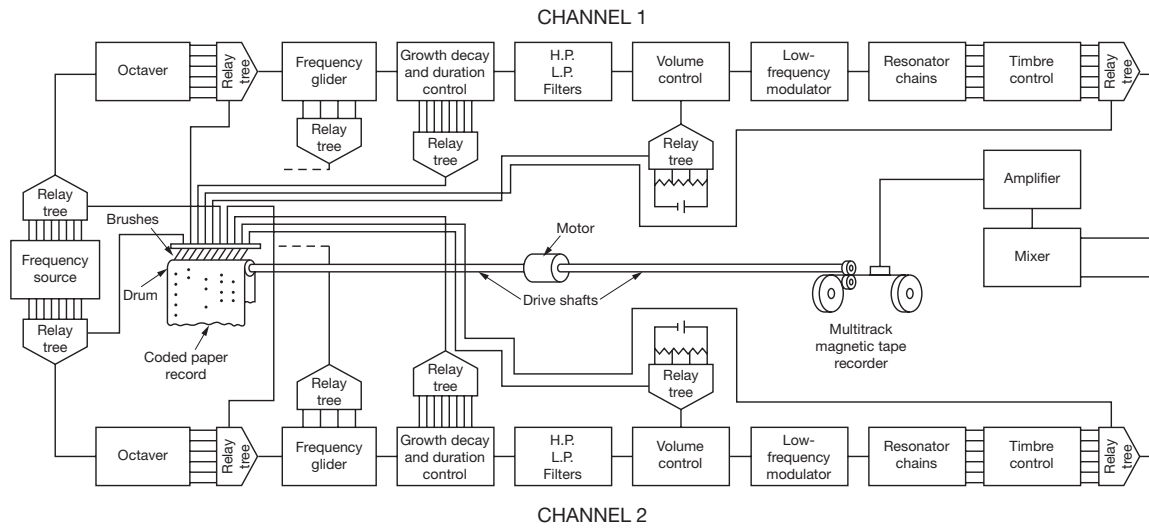 CHANNEL 1
Octaver
Relay
tree
Frequency
glider
Relay
tree
Growth decay
and duration
control
Relay
tree
H.P.
L.P.
Filters
Volume
control
Relay
tree
Low-
frequency
modulator
Resonator
chains
Timbre
control
Relay
tree
Relay
tree
Brushes
Frequency
source
Drum
Relay
tree
Coded paper
record
Motor
Drive shafts
Amplifier
Mixer
Multitrack
magnetic tape
recorder
Octaver
Relay
tree
Relay
tree
Frequency
glider
Relay
tree
Growth decay
and duration
control
H.P.
L.P.
Filters
Relay
tree
Volume
control
Low-
frequency
modulator
Resonator
chains
Timbre
control
Relay
tree
CHANNEL 2